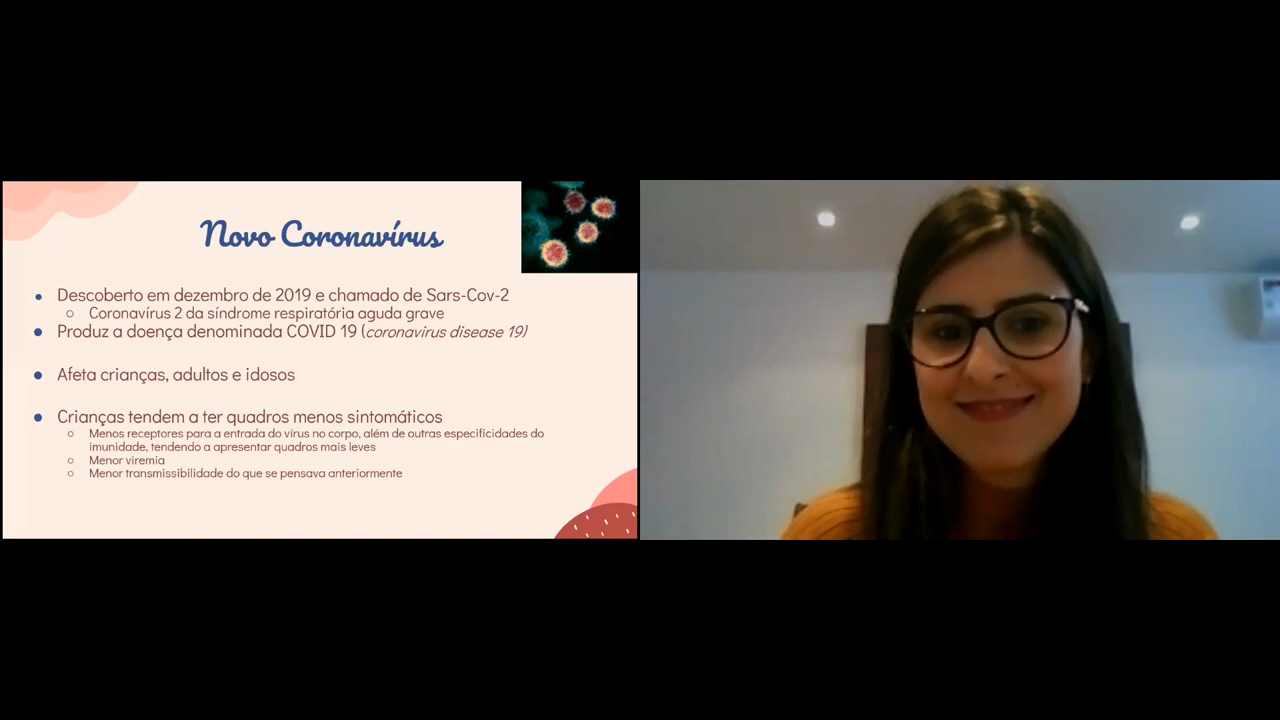 Novo Coronavírus
Descoberto em dezembro de 2019 e chamado de Sars-Cov-2
Coronavírus 2 da síndrome respiratória aguda grave
Produz a doença denominada COVID 19 (coronavirus disease 19)
Afeta crianças, adultos e idosos
Crianças tendem a ter quadros menos sintomáticos
Menos receptores para a entrada do vírus no corpo, além de outras especificidades do
imunidade, tendendo a apresentar quadros mais leves
Menor viremia
Menor transmissibilidade do que se pensava anteriormente